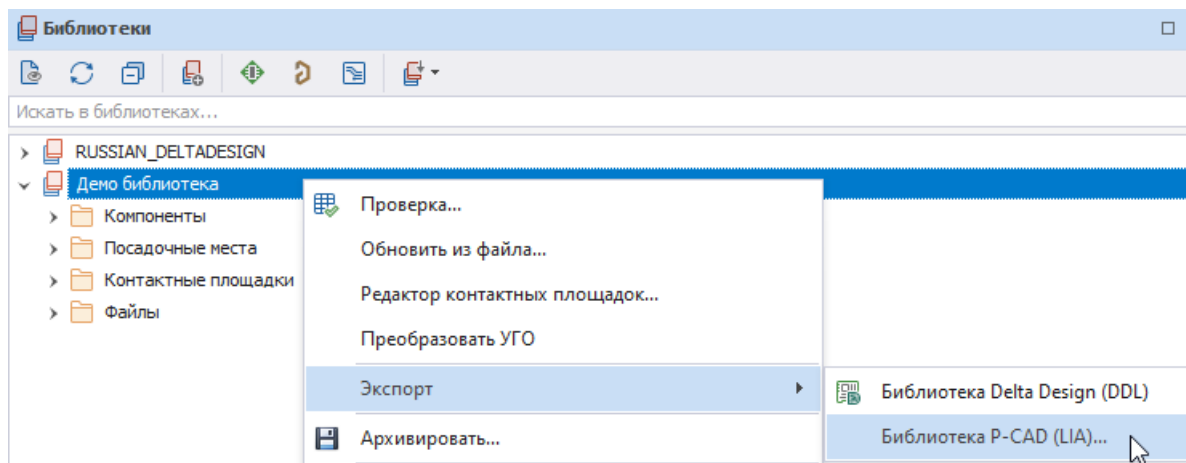 Библиотеки
Искать в библиотеках...
RUSSIAN_DELTADESIGN
Демо библиотека
Компоненты
Посадочные места
Контактные площадки
Файлы
Проверка...
Обновить из файла...
Редактор контактных площадок...
Преобразовать УГО
Экспорт
Архивировать...
Библиотека Delta Design (DDL)
Библиотека P-CAD (LIA)...